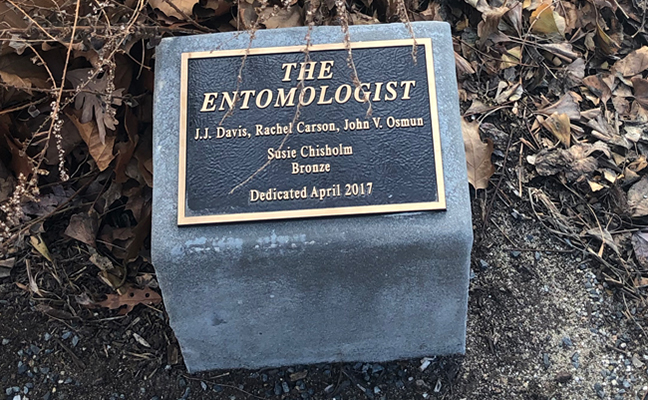 THE
ENTOMOLOGIST
J.J. Davis, Rachel Carson, John V. Osmun
Susie Chisholm
Bronze
Dedicated April 2017